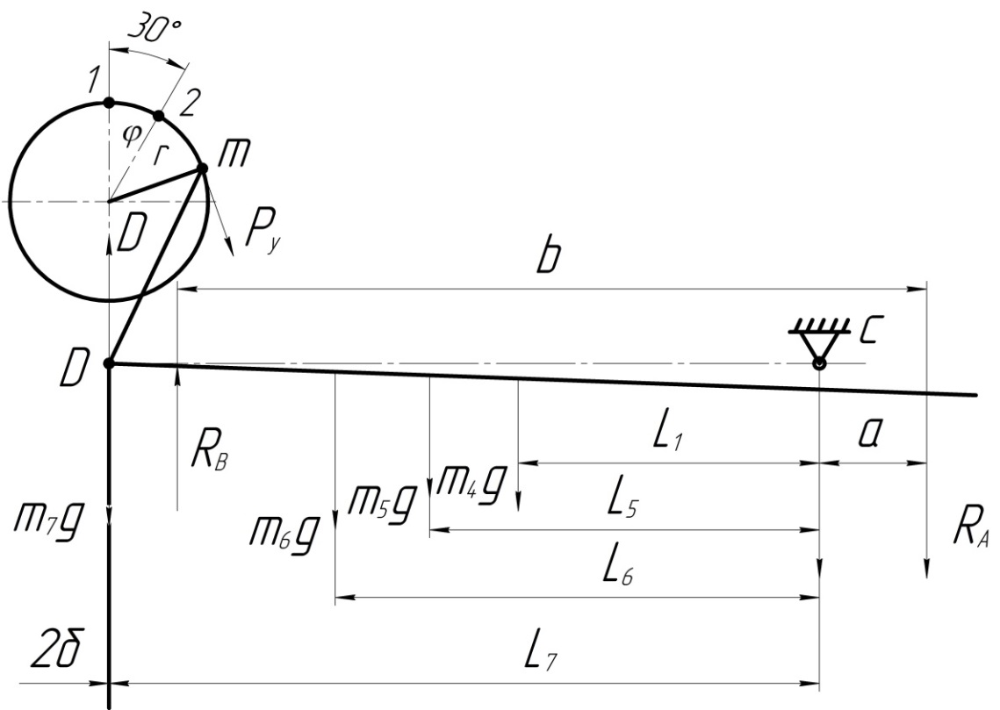 30°
1
2
φ
r
m
D
P_y
b
C
D
R_B
L_1
a
m_7g
m_6g
m_5g
m_4g
L_5
R_A
L_6
2δ
L_7